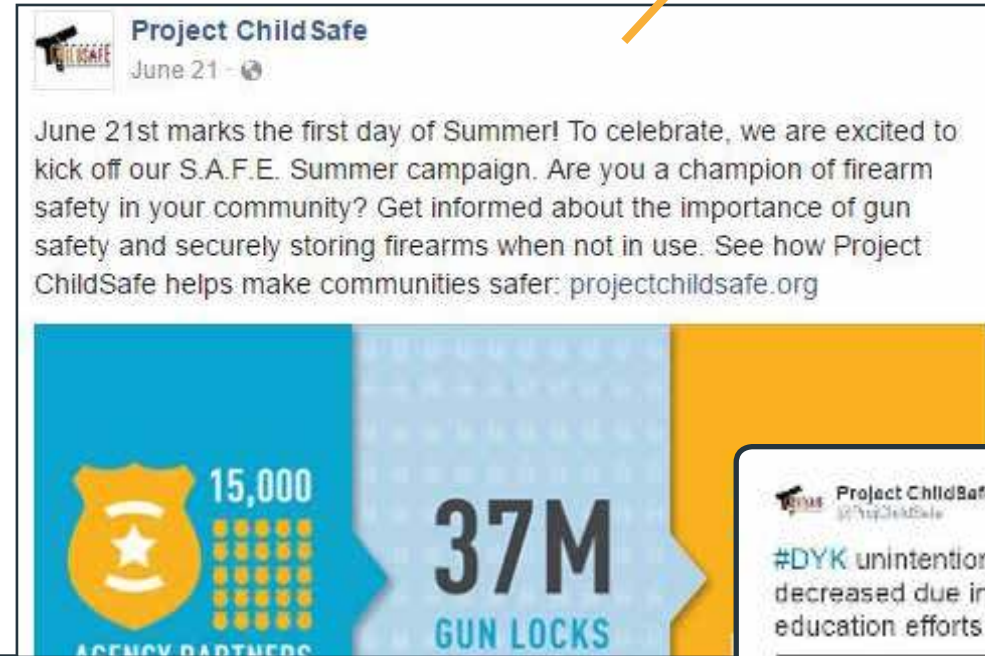 Project ChildSafe
June 21
June 21st marks the first day of Summer! To celebrate, we are excited to
kick off our S.A.F.E. Summer campaign. Are you a champion of firearm
safety in your community? Get informed about the importance of gun
safety and securely storing firearms when not in use. See how Project
ChildSafe helps make communities safer: projectchildsafe.org
15,000
AGENCY PARTNERS
37M
GUN LOCKS
Project ChildSaf
#DYK unintention
decreased due in
education efforts